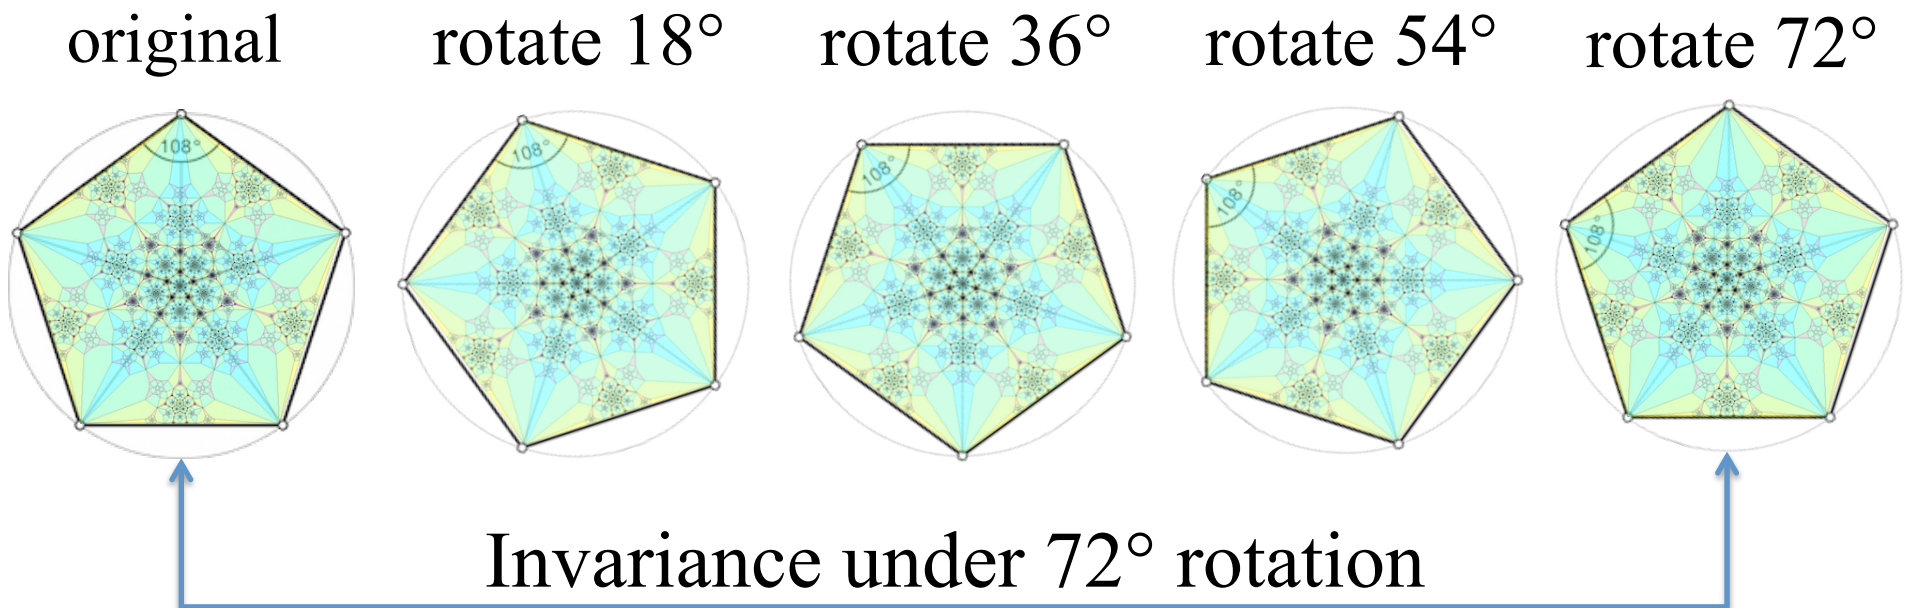 original rotate 18° rotate 36° rotate 54° rotate 72°
108° 108° 108° 108° 108°
Invariance under 72° rotation